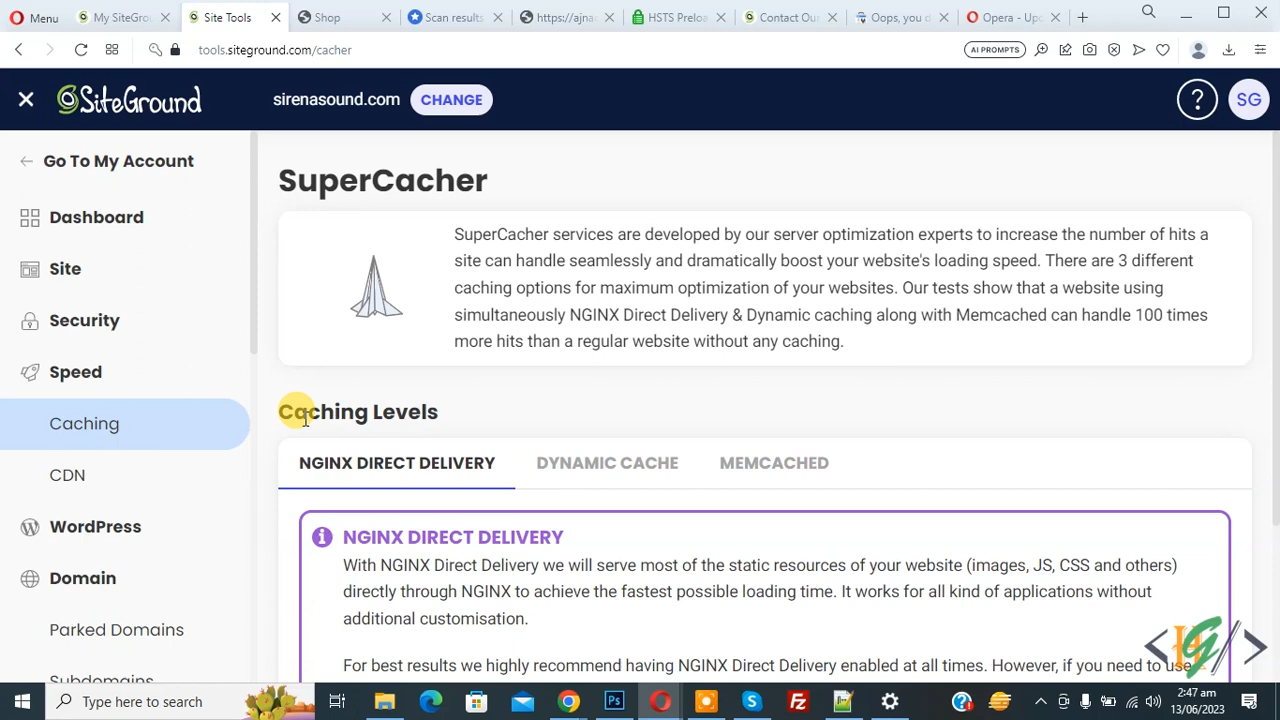 Menu
My SiteGro
Site Tools
Shop
Scan results
https://ajna
HSTS Preloa
Contact Our
Oops, you d
Opera - Up
tools.siteground.com/cacher
AI PROMPTS
SiteGround
sirenasound.com CHANGE
? SG
Go To My Account
Dashboard
Site
Security
Speed
Caching
CDN
WordPress
Domain
Parked Domains
Subdomains
SuperCacher
SuperCacher services are developed by our server optimization experts to increase the number of hits a
site can handle seamlessly and dramatically boost your website's loading speed. There are 3 different
caching options for maximum optimization of your websites. Our tests show that a website using
simultaneously NGINX Direct Delivery & Dynamic caching along with Memcached can handle 100 times
more hits than a regular website without any caching.
Caching Levels
NGINX DIRECT DELIVERY DYNAMIC CACHE MEMCACHED
NGINX DIRECT DELIVERY
With NGINX Direct Delivery we will serve most of the static resources of your website (images, JS, CSS and others)
directly through NGINX to achieve the fastest possible loading time. It works for all kind of applications without
additional customisation.
For best results we highly recommend having NGINX Direct Delivery enabled at all times. However, if you need to use
Type here to search
2:47 am
13/06/2023